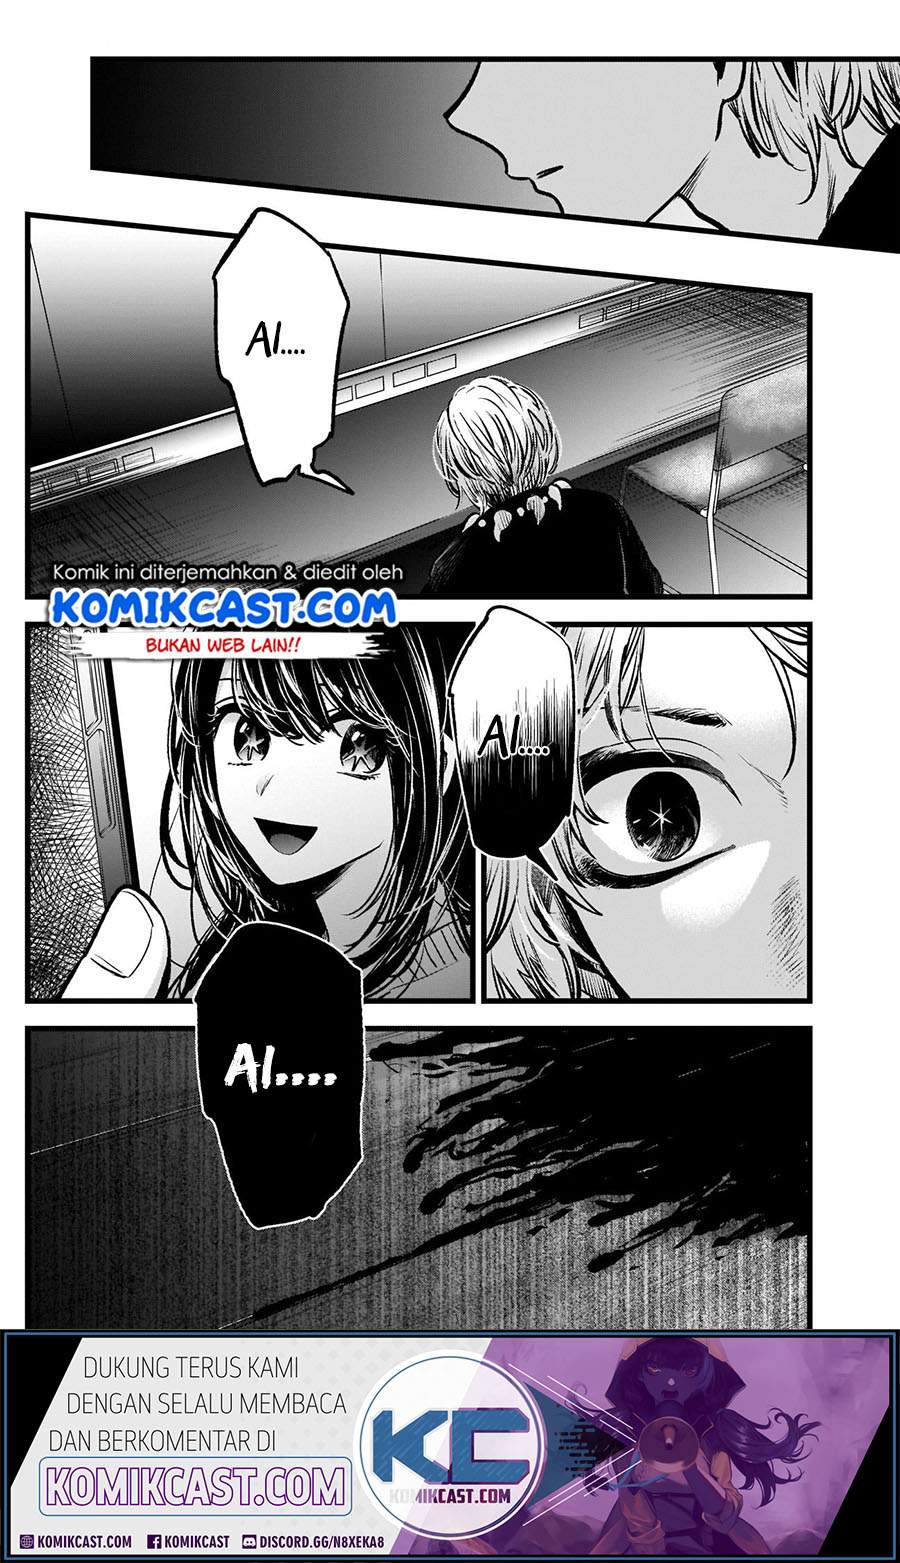 AI....
Komik ini diterjemahkan & diedit oleh
KOMIKCAST.COM
BUKAN WEB LAIN!!
AI....
AI....
DUKUNG TERUS KAMI
DENGAN SELALU MEMBACA
DAN BERKOMENTAR DI
KOMIKCAST.COM
KC
KOMIKCAST.COM
KOMIKCAST.COM
KOMIKCAST
DISCORD.GG/N8XEKA8